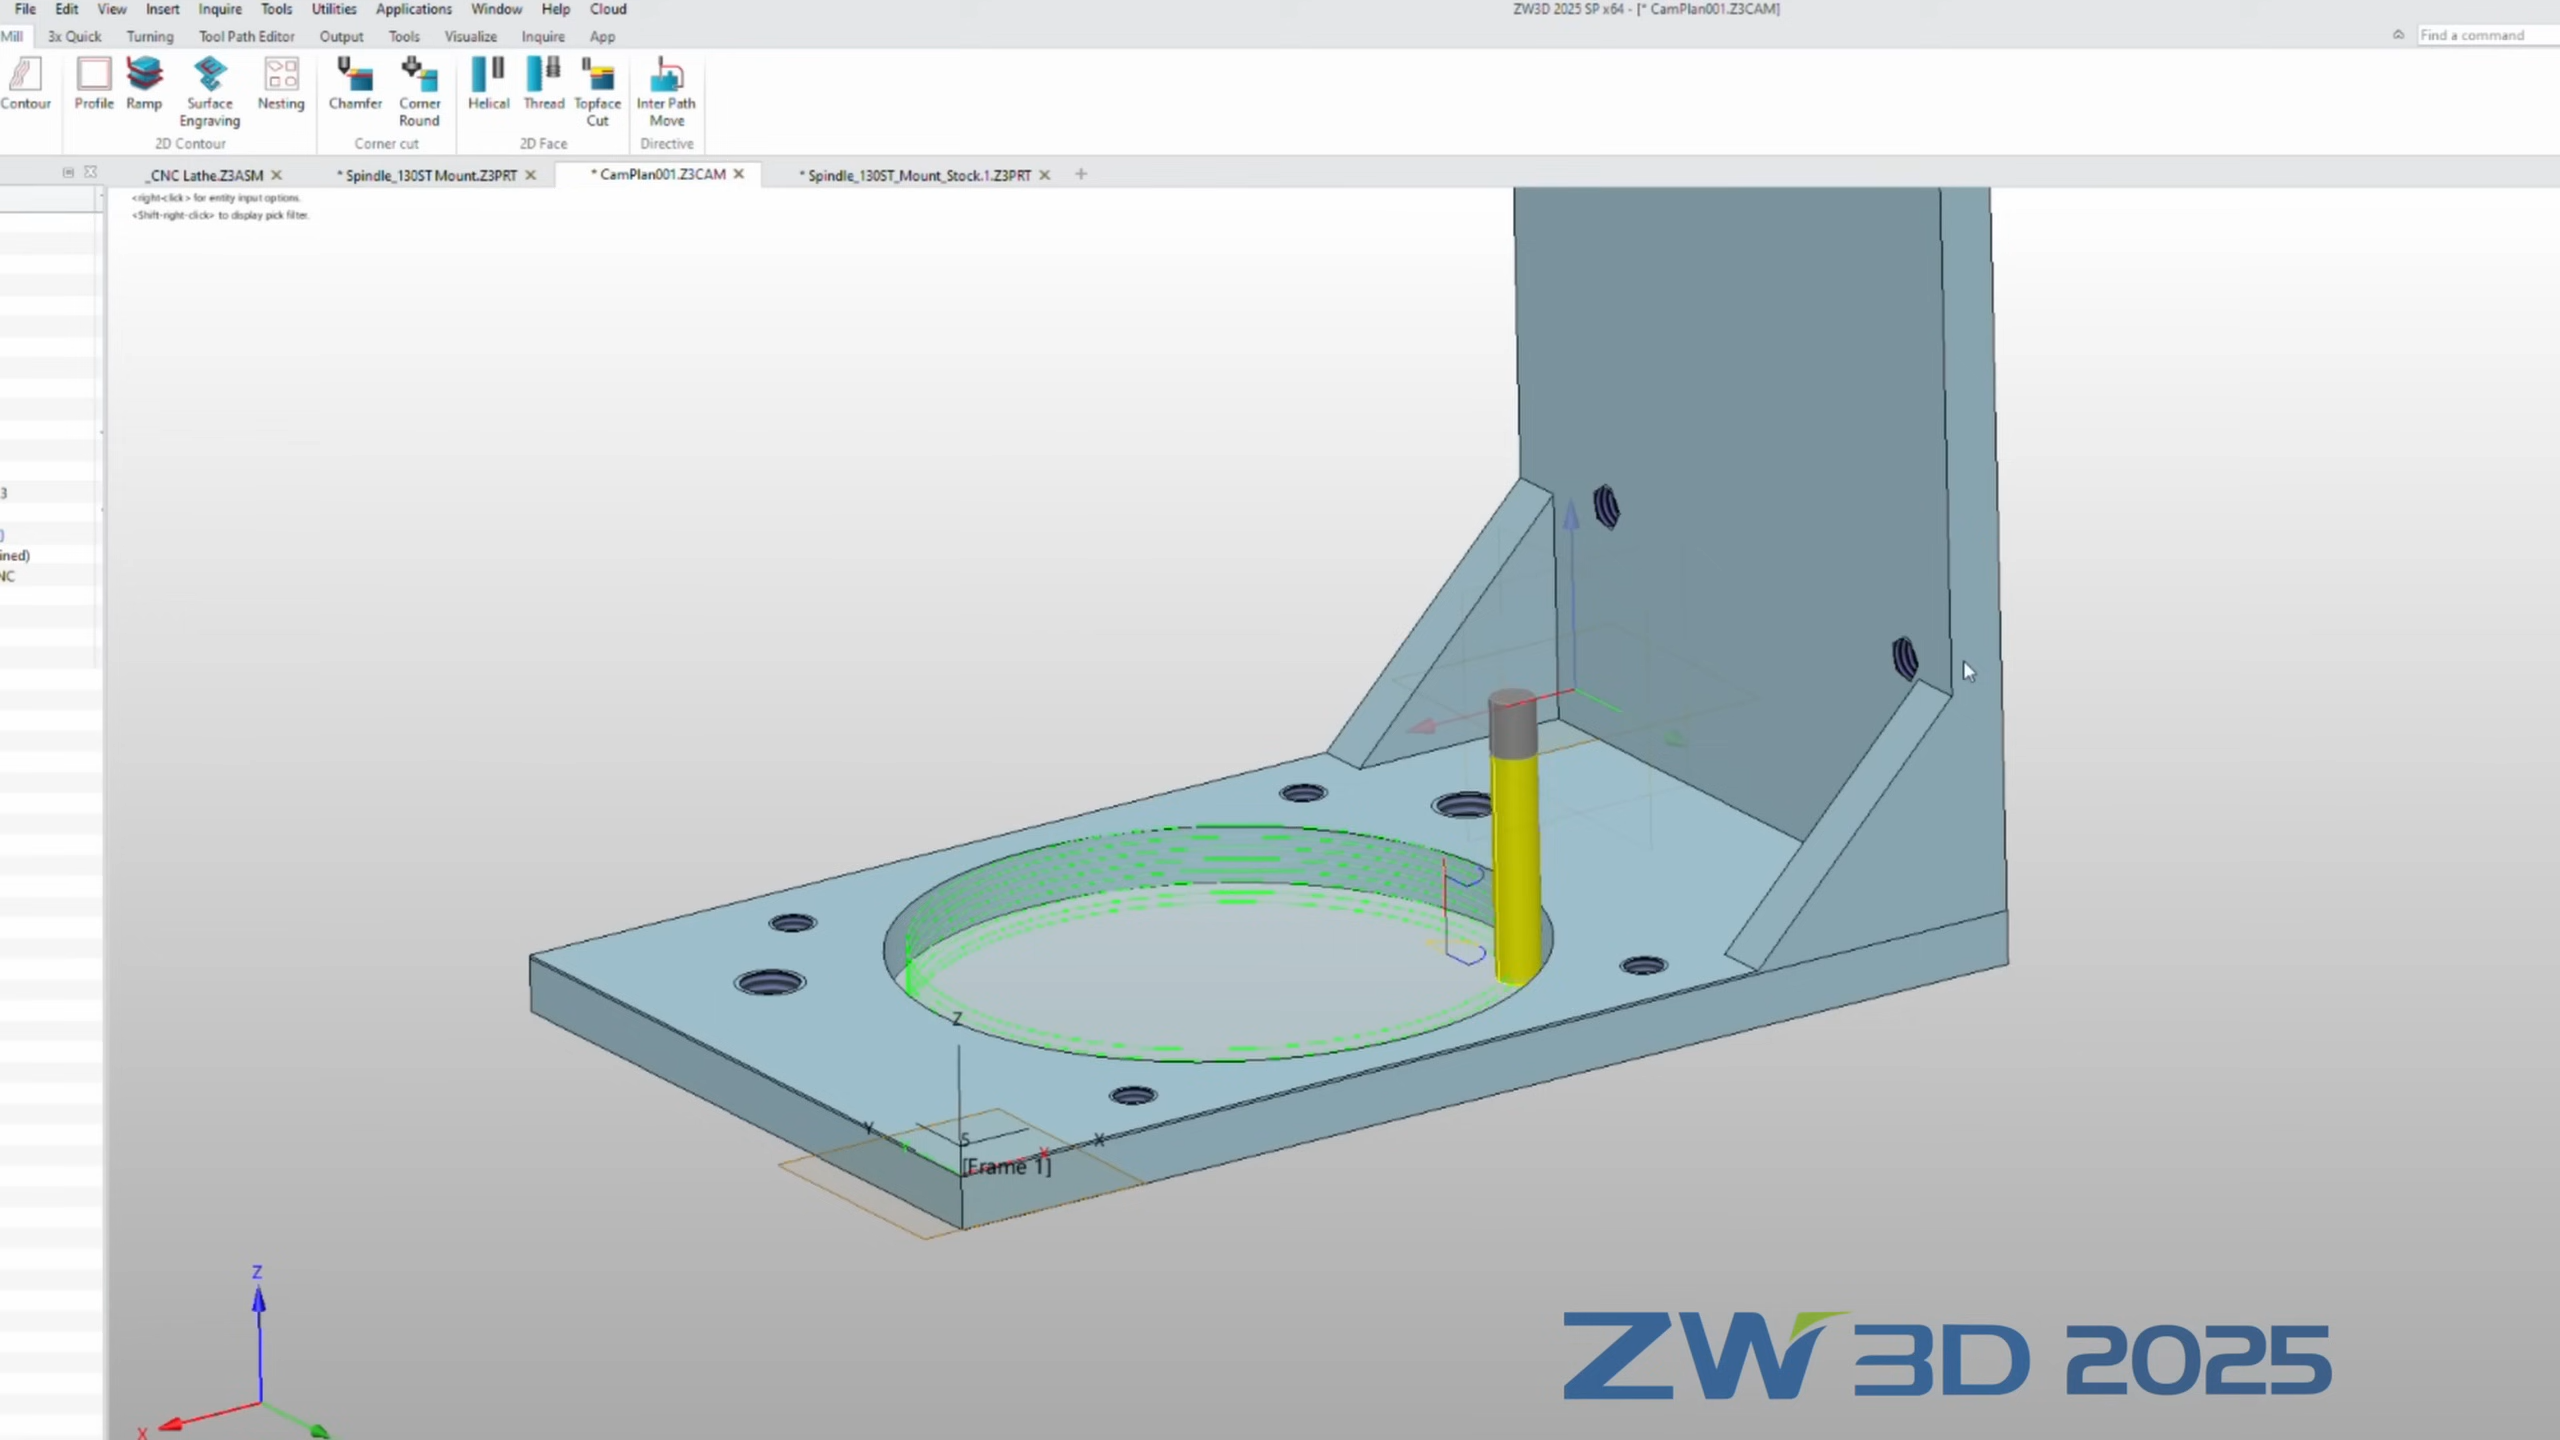 File Edit View Insert Inquire Tools Utilities Applications Window Help Cloud
ZW3D 2025 SP x64 - [* CamPlan001.Z3CAM]
Mill 3x Quick Turning Tool Path Editor Output Tools Visualize Inquire App
Find a command
Contour Profile Ramp Surface Engraving Nesting Chamfer Corner Round Helical Thread Topface Cut Inter Path Move
2D Contour Corner cut 2D Face Directive
_CNC Lathe.Z3ASM * Spindle_130ST Mount.Z3PRT * CamPlan001.Z3CAM * Spindle_130ST_Mount_Stock.1.Z3PRT
<right-click> for entity input options.
<Shift-right-click> to display pick filter.
3
)
ined)
NC
Z
Y
S
X
X
[Frame 1]
Z
X
ZW3D 2025